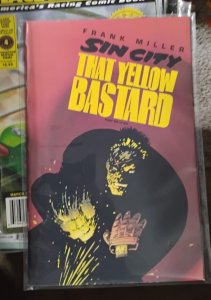 America's Racing Comic Book
FRANK MILLER
SIN CITY
THAT YELLOW
BASTARD